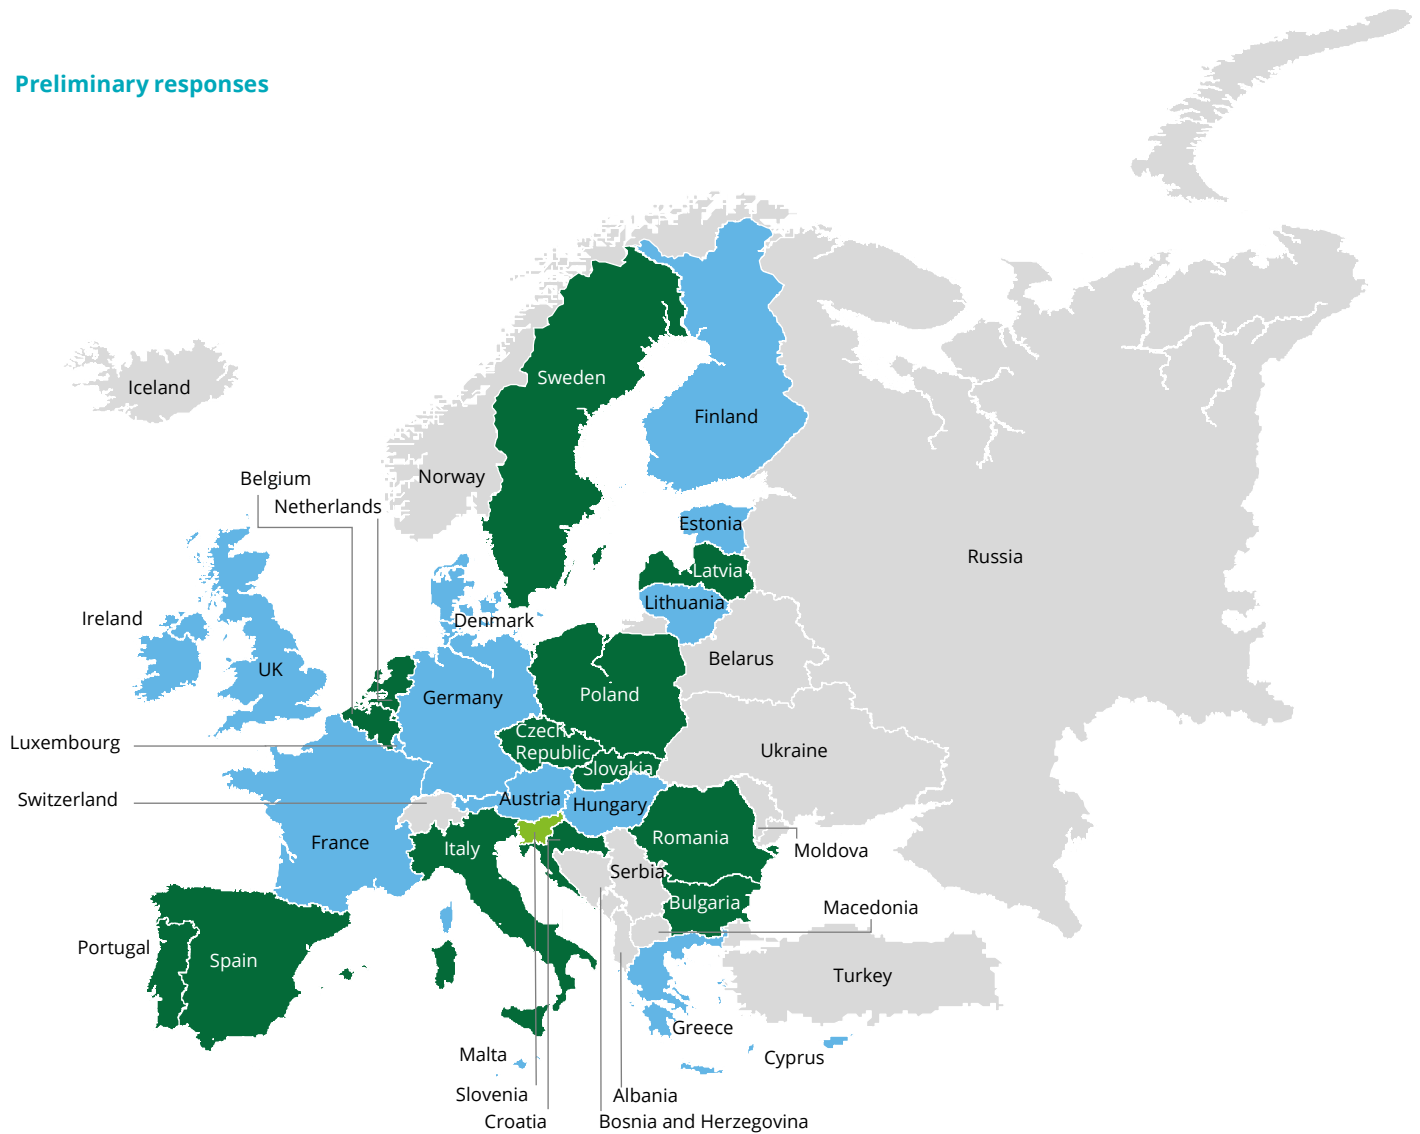 Preliminary responses
Iceland
Sweden
Finland
Norway
Belgium
Netherlands
Estonia
Russia
Latvia
Lithuania
Ireland
Denmark
Belarus
UK
Germany
Poland
Czech
Republic
Luxembourg
Ukraine
Slovakia
Switzerland
Austria
Hungary
France
Italy
Romania
Moldova
Serbia
Bulgaria
Macedonia
Portugal
Spain
Turkey
Greece
Malta
Cyprus
Slovenia
Albania
Croatia
Bosnia and Herzegovina